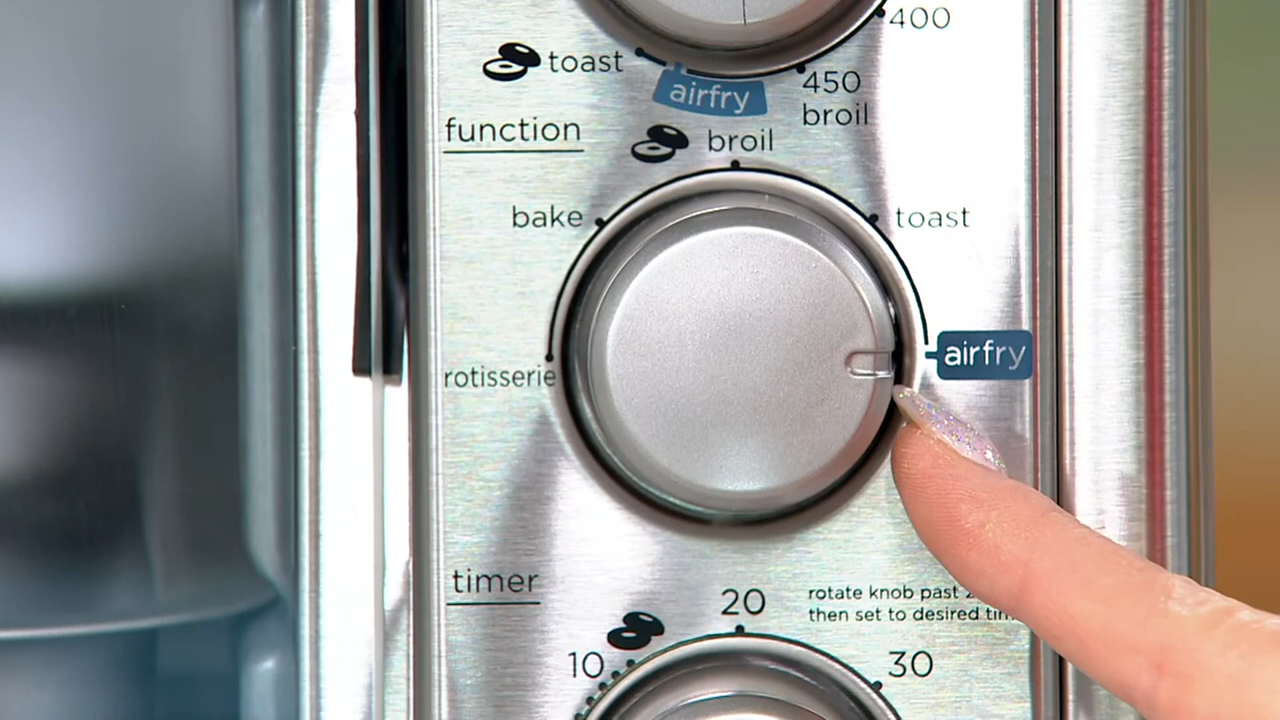 400
toast
airfry
450
broil
function
broil
bake
toast
airfry
rotisserie
timer
20
rotate knob past
then set to desired
10
30